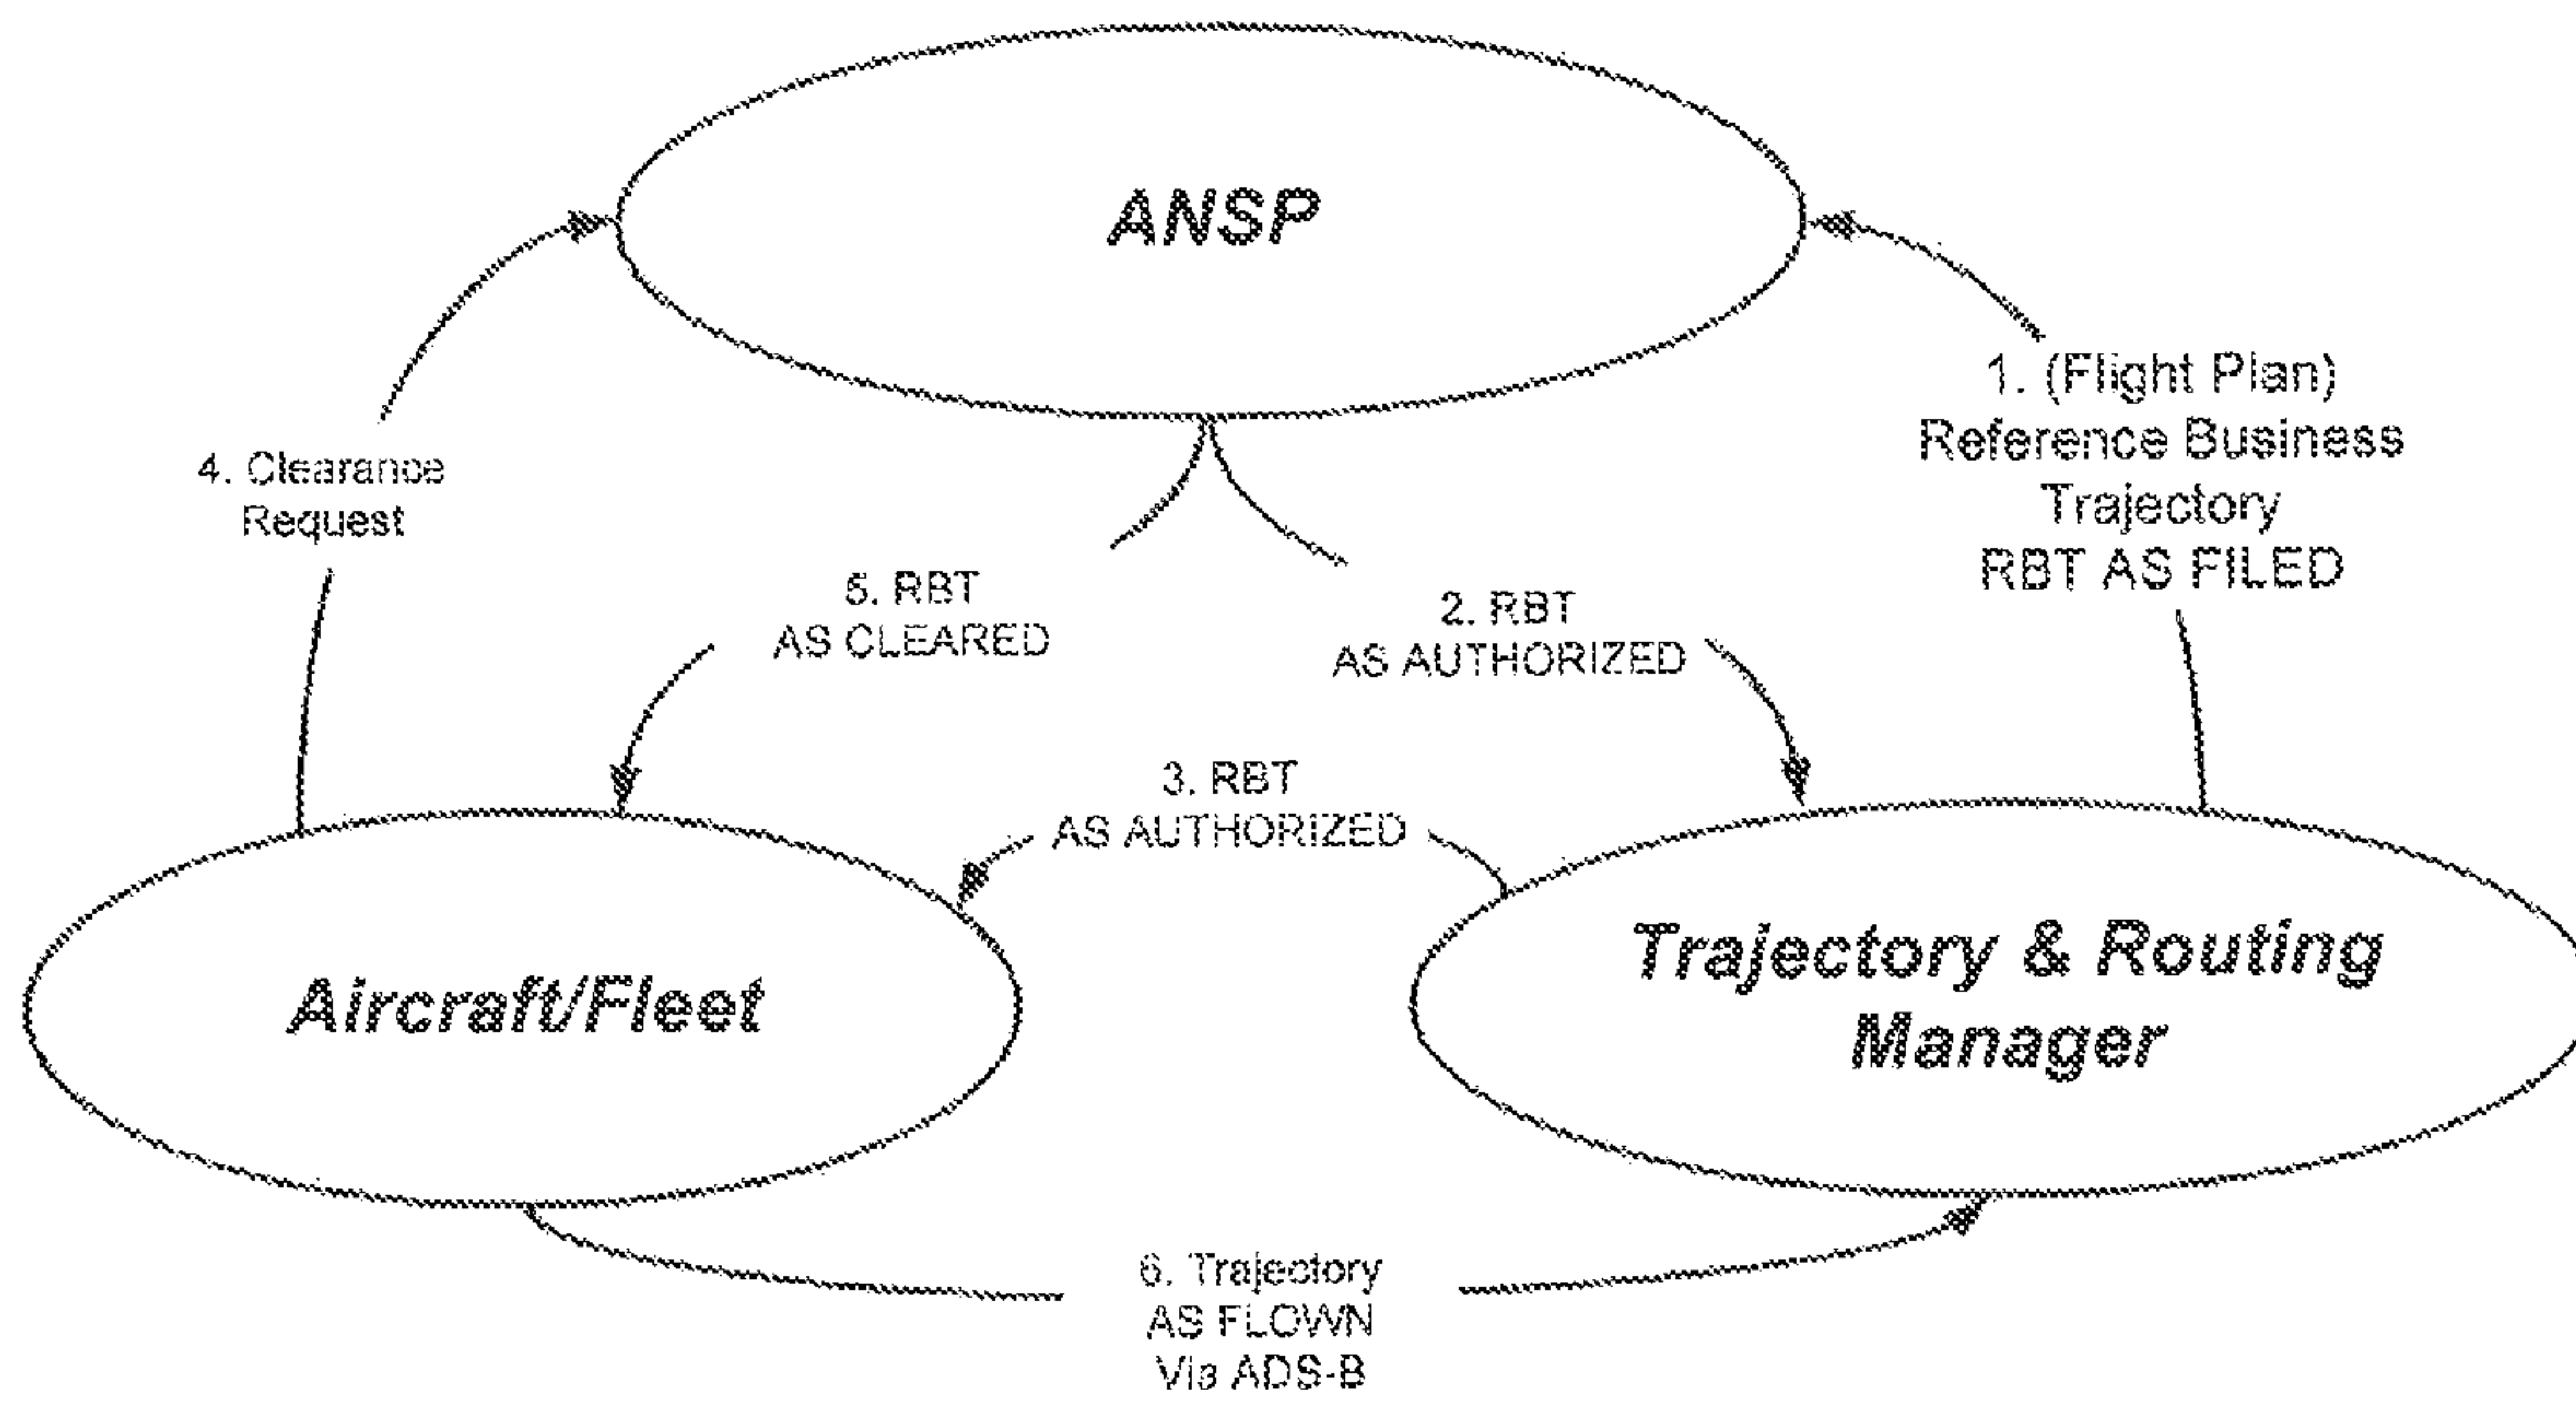 ANSP
1. (Flight Plan)
Reference Business
Trajectory
RBT AS FILED
4. Clearance
Request
5. RBT
AS CLEARED
2. RBT
AS AUTHORIZED
3. RBT
AS AUTHORIZED
Aircraft/Fleet
Trajectory & Routing
Manager
6. Trajectory
AS FLOWN
Via ADS-B